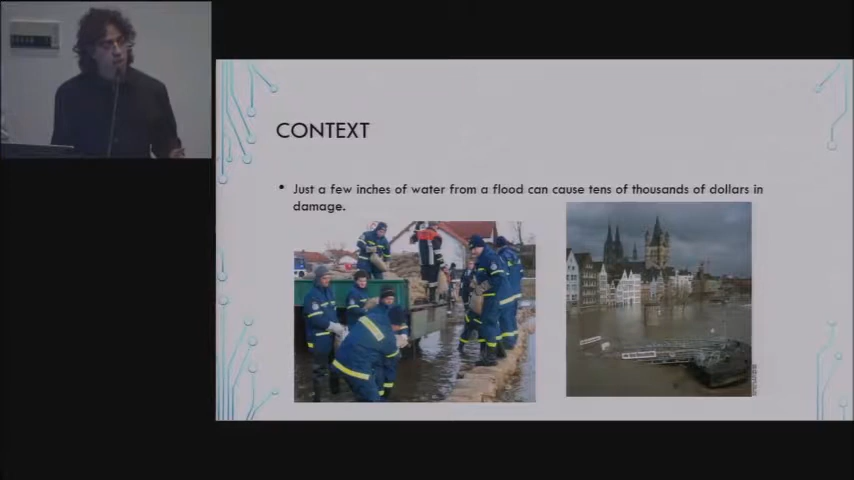 CONTEXT
• Just a few inches of water from a flood can cause tens of thousands of dollars in
damage.